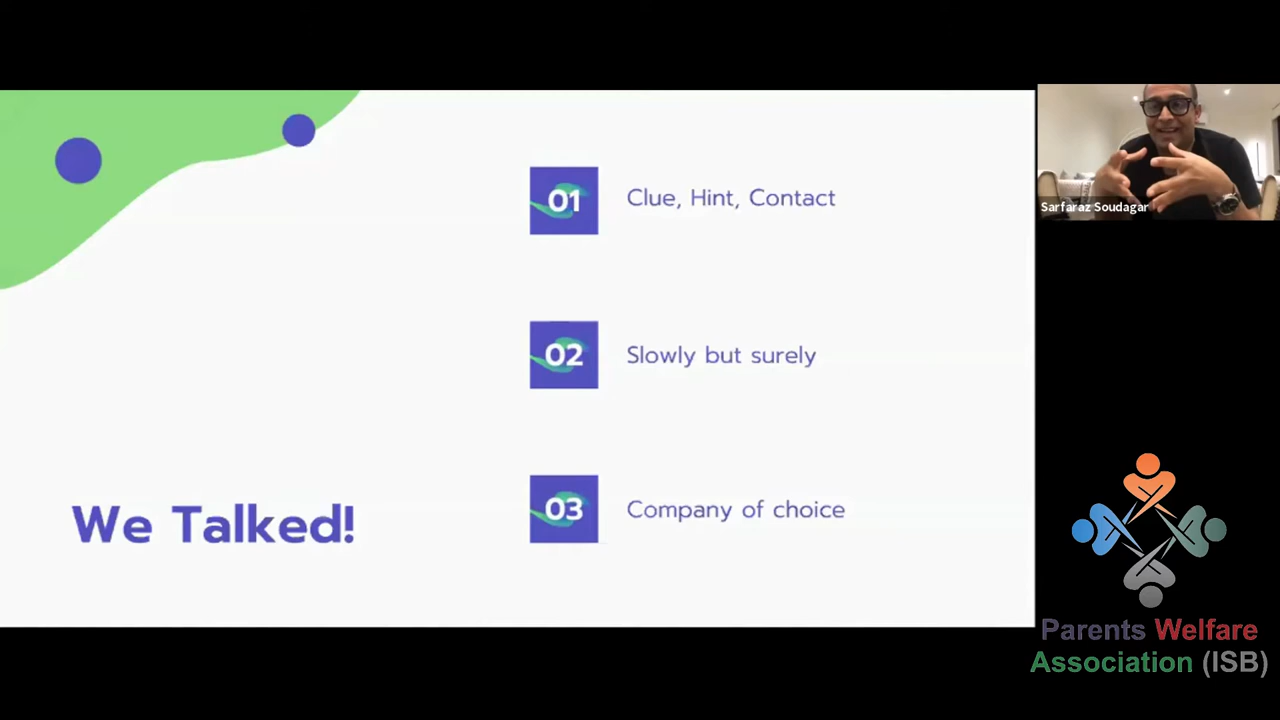 01
Clue, Hint, Contact
02
Slowly but surely
03
Company of choice
We Talked!
Sarfaraz Soudagar
Parents Welfare
Association (ISB)